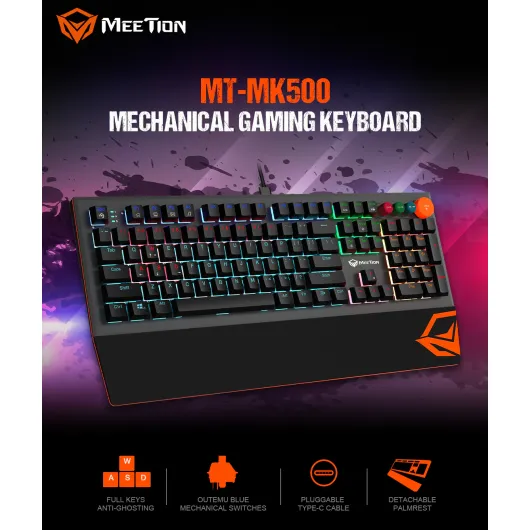 MEETION
MT-MK500
MECHANICAL GAMING KEYBOARD
MEETION
W
A S D
FULL KEYS
ANTI-GHOSTING
OUTEMU BLUE
MECHANICAL SWITCHES
PLUGGABLE
TYPE-C CABLE
DETACHABLE
PALMREST